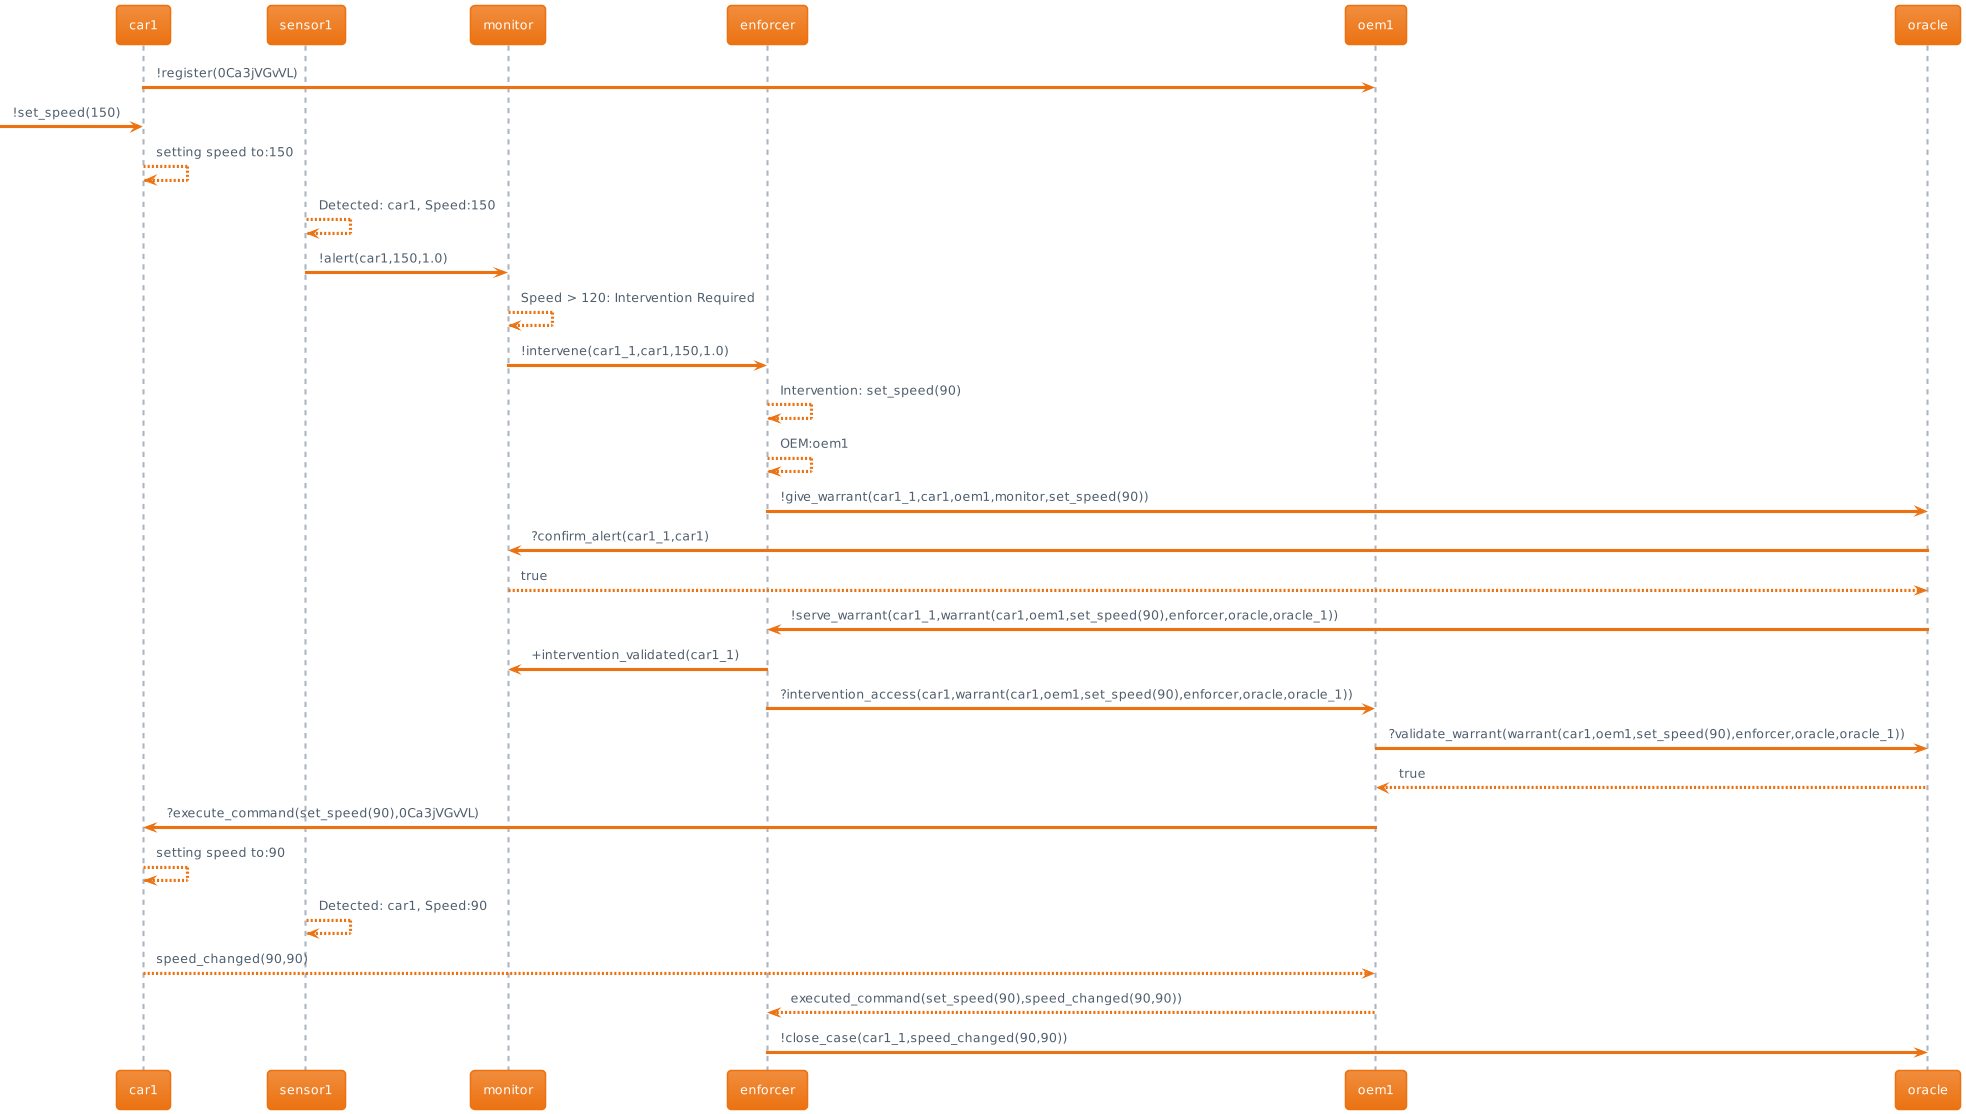 car1
sensor1
monitor
enforcer
oem1
oracle
!register(0Ca3jVGvVL)
!set_speed(150)
setting speed to:150
Detected: car1, Speed:150
!alert(car1,150,1.0)
Speed > 120: Intervention Required
!intervene(car1_1,car1,150,1.0)
Intervention: set_speed(90)
OEM:oem1
!give_warrant(car1_1,car1,oem1,monitor,set_speed(90))
?confirm_alert(car1_1,car1)
true
!serve_warrant(car1_1,warrant(car1,oem1,set_speed(90),enforcer,oracle,oracle_1))
+intervention_validated(car1_1)
?intervention_access(car1,warrant(car1,oem1,set_speed(90),enforcer,oracle,oracle_1))
?validate_warrant(warrant(car1,oem1,set_speed(90),enforcer,oracle,oracle_1))
true
?execute_command(set_speed(90),0Ca3jVGvVL)
setting speed to:90
Detected: car1, Speed:90
speed_changed(90,90)
executed_command(set_speed(90),speed_changed(90,90))
!close_case(car1_1,speed_changed(90,90))
car1
sensor1
monitor
enforcer
oem1
oracle